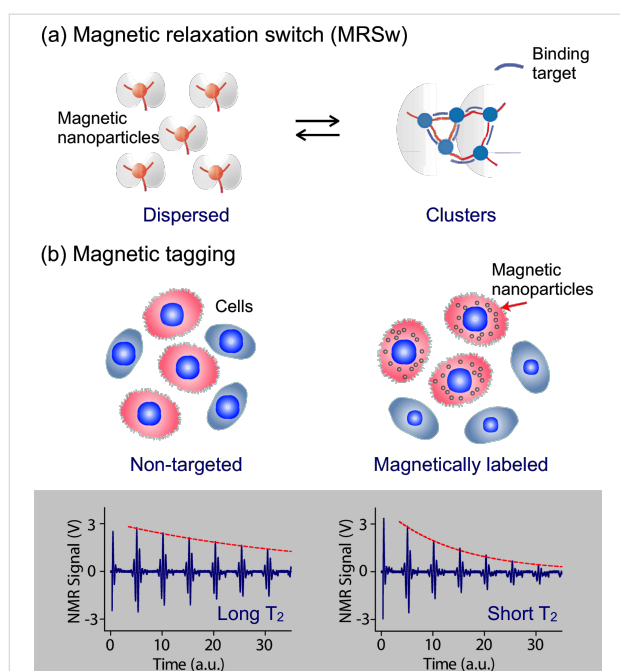 (a) Magnetic relaxation switch (MRSw)
Binding
target
Magnetic
nanoparticles
Dispersed
Clusters
(b) Magnetic tagging
Magnetic
nanoparticles
Cells
Non-targeted
Magnetically labeled
NMR Signal (V)
3
0
-3
Long T₂
0
10
20
30
Time (a.u.)
NMR Signal (V)
3
0
-3
Short T₂
0
10
20
30
Time (a.u.)